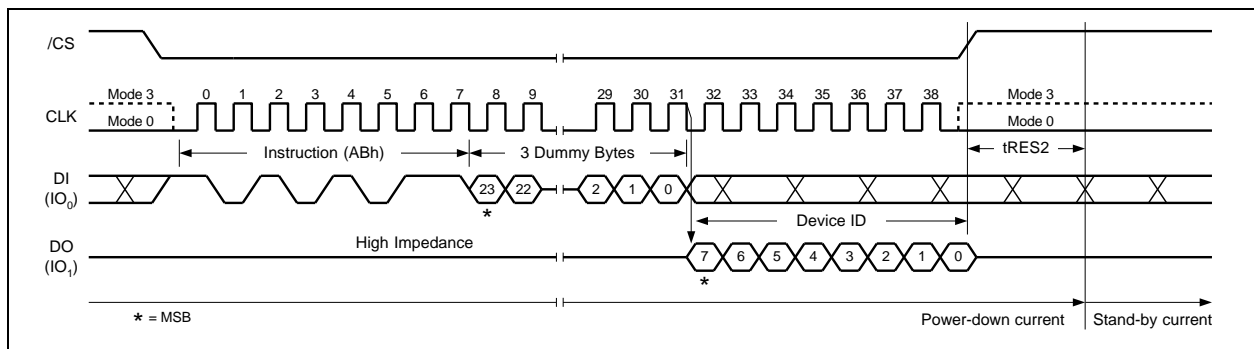 /CS
Mode 3 0 1 2 3 4 5 6 7 8 9 29 30 31 32 33 34 35 36 37 38 Mode 3
CLK
Mode 0 Mode 0
Instruction (ABh) 3 Dummy Bytes tRES2
DI
(IO0)
23 22 2 1 0
*
Device ID
High Impedance
DO
(IO1)
7 6 5 4 3 2 1 0
*
* = MSB
Power-down current Stand-by current